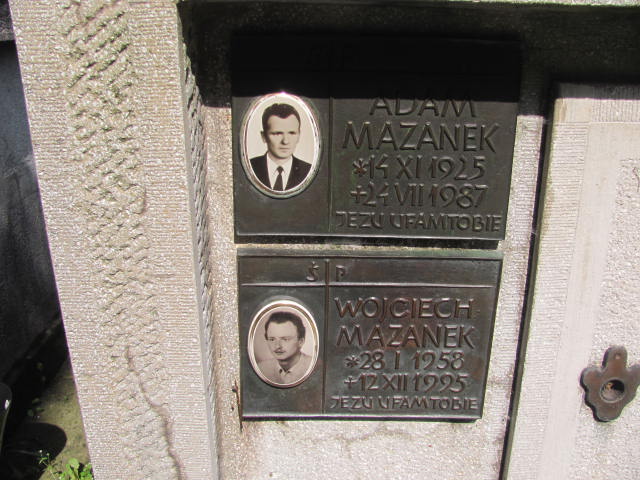 Ś P
ADAM
MAZANEK
*14 XI 1925
+24 VII 1987
JEZU UFAM TOBIE
Ś P
WOJCIECH
MAZANEK
*28 I 1958
+12 XII 1995
JEZU UFAM TOBIE